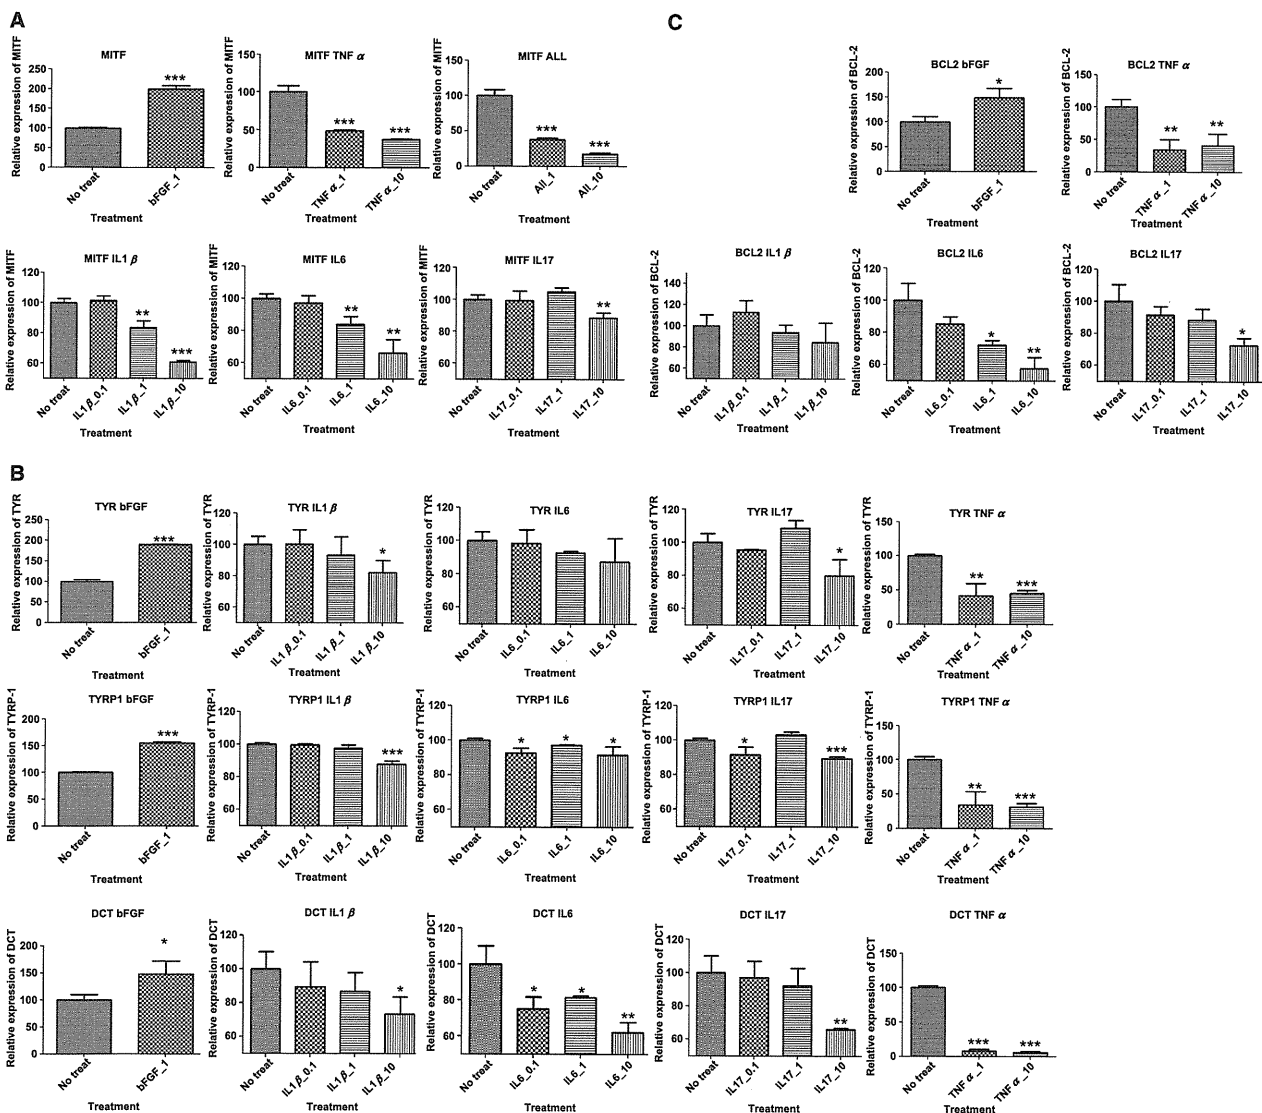 A
MITF
Relative expression of MITF
250
200
150
100
50
0
***
No treat
bFGF_1
Treatment
MITF TNF α
Relative expression of MITF
150
100
50
0
***
***
No treat
TNF α_1
TNF α_10
Treatment
MITF ALL
Relative expression of MITF
150
100
50
0
***
***
No treat
All_1
All_10
Treatment
MITF IL1 β
Relative expression of MITF
120
100
80
60
**
***
No treat
IL1 β_0.1
IL1 β_1
IL1 β_10
Treatment
MITF IL6
Relative expression of MITF
120
100
80
60
**
**
No treat
IL6_0.1
IL6_1
IL6_10
Treatment
MITF IL17
Relative expression of MITF
120
100
80
60
**
No treat
IL17_0.1
IL17_1
IL17_10
Treatment
C
BCL2 bFGF
Relative expression of BCL-2
200
150
100
50
0
*
No treat
bFGF_1
Treatment
BCL2 TNF α
Relative expression of BCL-2
150
100
50
0
**
**
No treat
TNF α_1
TNF α_10
Treatment
BCL2 IL1 β
Relative expression of BCL-2
140
120
100
80
60
No treat
IL1 β_0.1
IL1 β_1
IL1 β_10
Treatment
BCL2 IL6
Relative expression of BCL-2
120
100
80
60
*
**
No treat
IL6_0.1
IL6_1
IL6_10
Treatment
BCL2 IL17
Relative expression of BCL-2
120
100
80
60
*
No treat
IL17_0.1
IL17_1
IL17_10
Treatment
B
TYR bFGF
Relative expression of TYR
250
200
150
100
50
0
***
No treat
bFGF_1
Treatment
TYR IL1 β
Relative expression of TYR
120
100
80
60
*
No treat
IL1 β_0.1
IL1 β_1
IL1 β_10
Treatment
TYR IL6
Relative expression of TYR
120
100
80
60
No treat
IL6_0.1
IL6_1
IL6_10
Treatment
TYR IL17
Relative expression of TYR
120
100
80
60
*
No treat
IL17_0.1
IL17_1
IL17_10
Treatment
TYR TNF α
Relative expression of TYR
150
100
50
0
**
***
No treat
TNF α_1
TNF α_10
Treatment
TYRP1 bFGF
Relative expression of TYRP-1
200
150
100
50
0
***
No treat
bFGF_1
Treatment
TYRP1 IL1 β
Relative expression of TYRP-1
120
100
80
60
***
No treat
IL1 β_0.1
IL1 β_1
IL1 β_10
Treatment
TYRP1 IL6
Relative expression of TYRP-1
120
100
80
60
*
*
*
No treat
IL6_0.1
IL6_1
IL6_10
Treatment
TYRP1 IL17
Relative expression of TYRP-1
120
100
80
60
*
***
No treat
IL17_0.1
IL17_1
IL17_10
Treatment
TYRP1 TNF α
Relative expression of TYRP-1
150
100
50
0
**
***
No treat
TNF α_1
TNF α_10
Treatment
DCT bFGF
Relative expression of DCT
200
150
100
50
0
*
No treat
bFGF_1
Treatment
DCT IL1 β
Relative expression of DCT
120
100
80
60
*
No treat
IL1 β_0.1
IL1 β_1
IL1 β_10
Treatment
DCT IL6
Relative expression of DCT
120
100
80
60
*
*
**
No treat
IL6_0.1
IL6_1
IL6_10
Treatment
DCT IL17
Relative expression of DCT
120
100
80
60
**
No treat
IL17_0.1
IL17_1
IL17_10
Treatment
DCT TNF α
Relative expression of DCT
150
100
50
0
***
***
No treat
TNF α_1
TNF α_10
Treatment